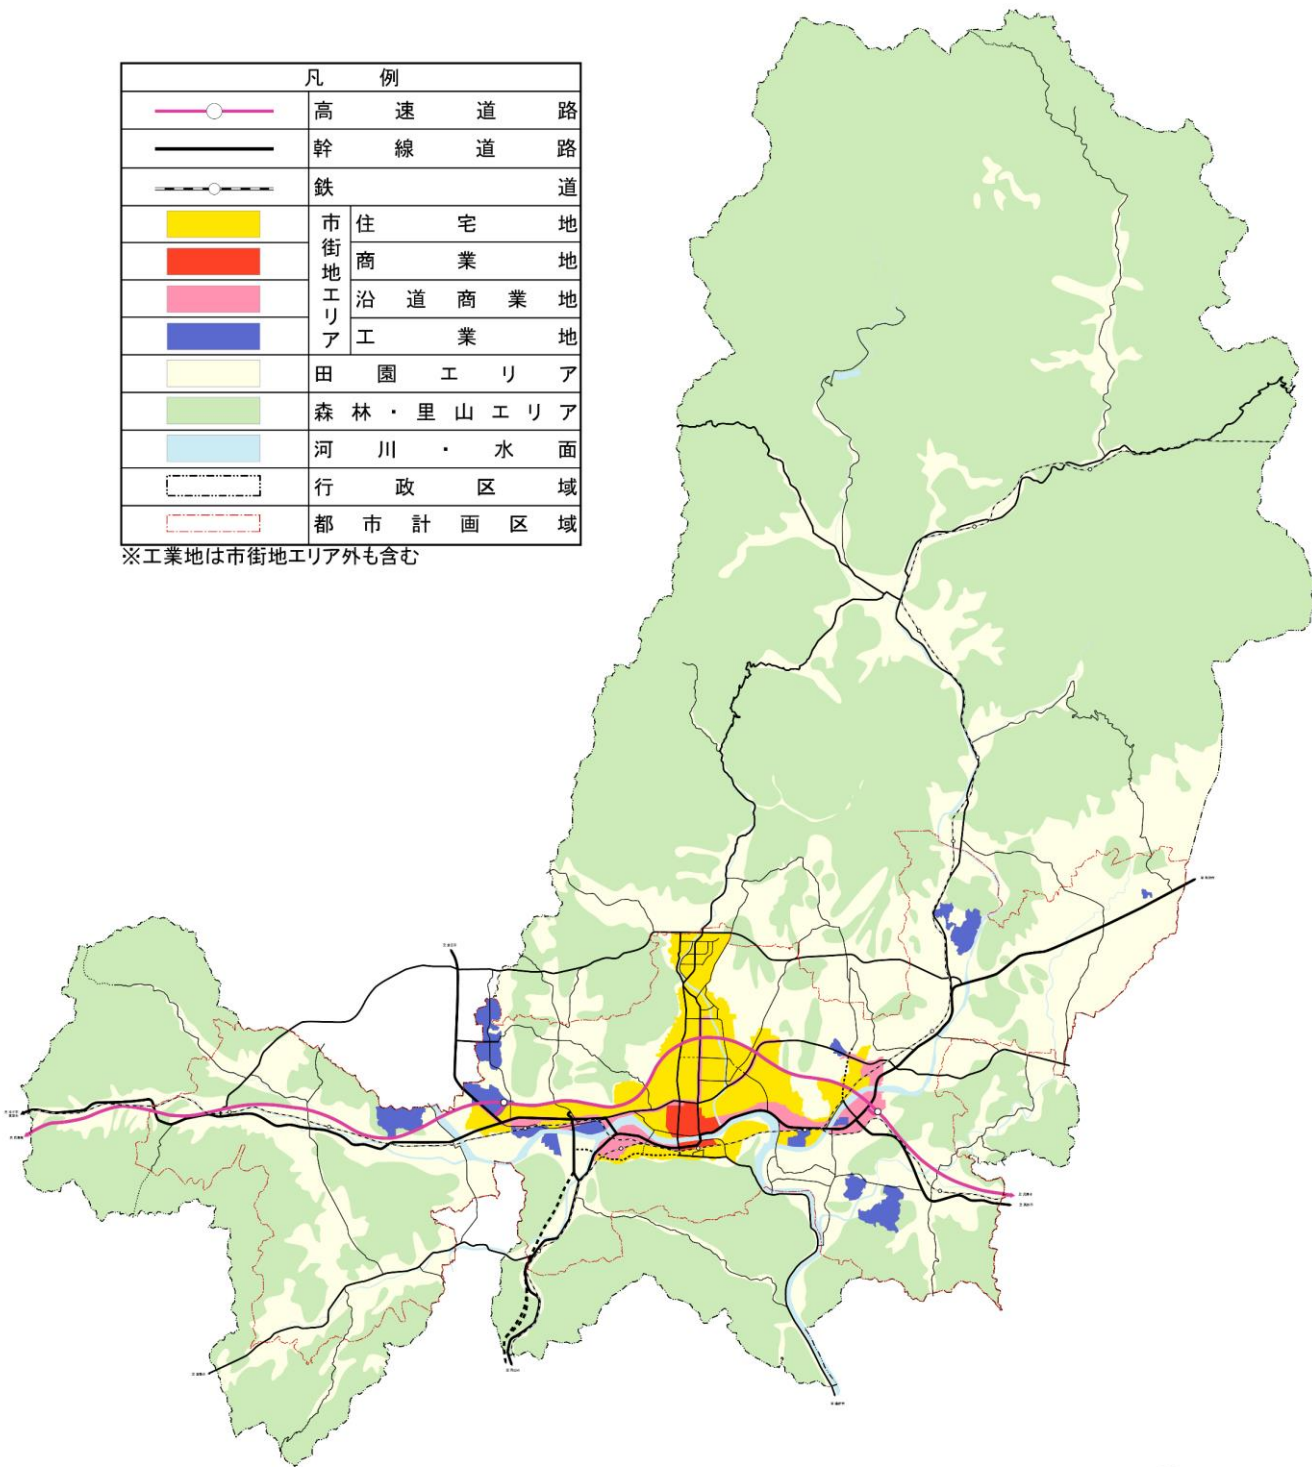 凡例
高速道路
幹線道路
鉄道
市街地エリア
住宅地
商業地
沿道商業地
工業地
田園エリア
森林・里山エリア
河川・水面
行政区域
都市計画区域
※工業地は市街地エリア外も含む